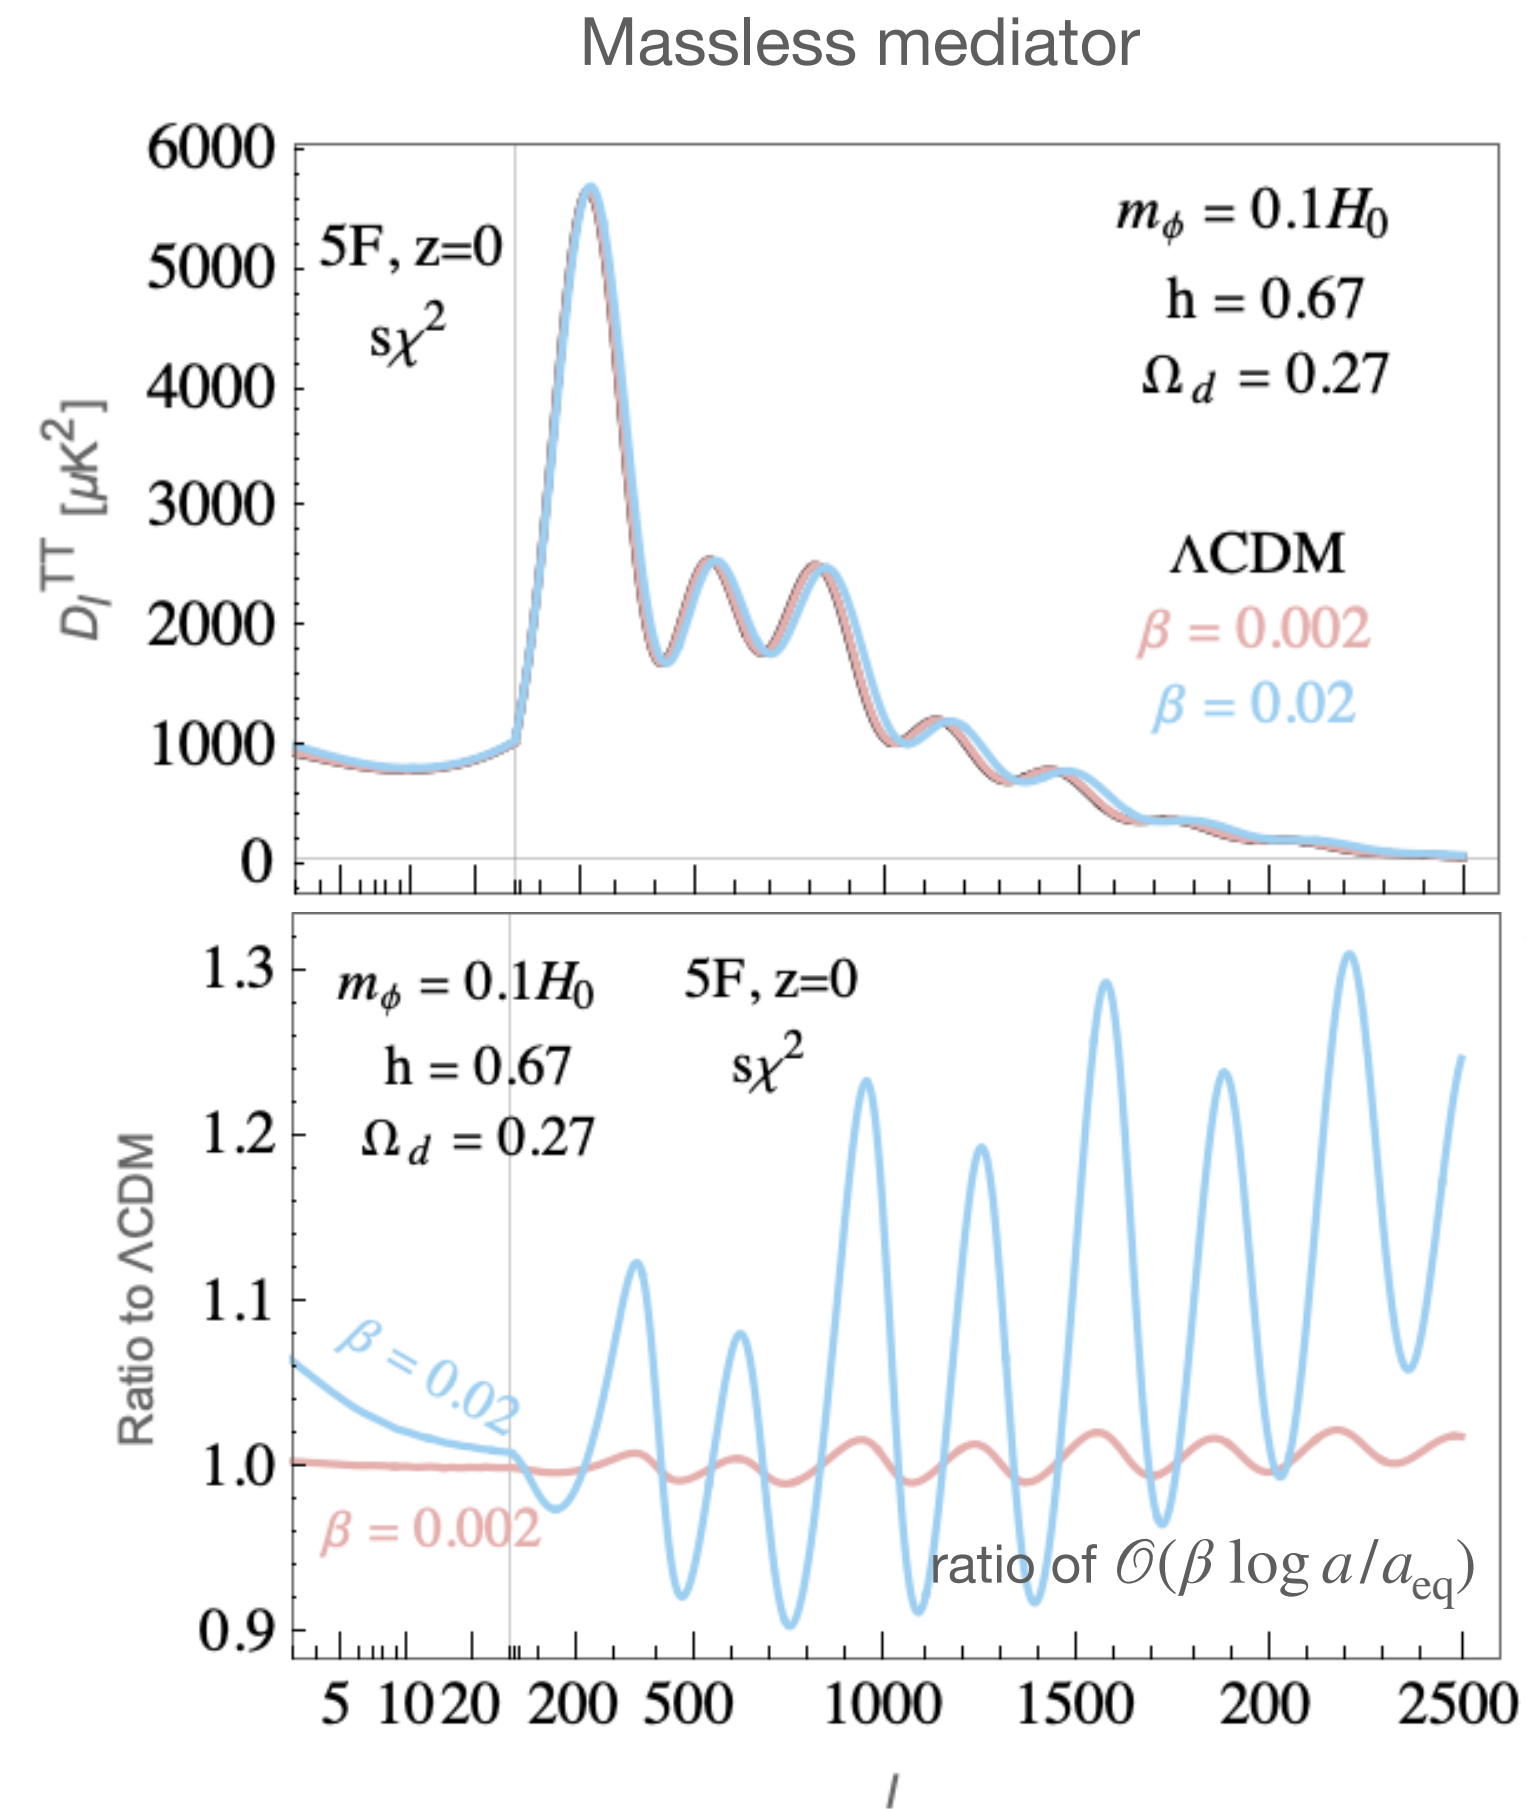 Massless mediator
6000
5000
4000
3000
2000
1000
0
D_l^TT [μK²]
5F, z=0
sχ²
m_ϕ = 0.1H₀
h = 0.67
Ω_d = 0.27
ΛCDM
β = 0.002
β = 0.02
1.3
1.2
1.1
1.0
0.9
Ratio to ΛCDM
m_ϕ = 0.1H₀
h = 0.67
Ω_d = 0.27
5F, z=0
sχ²
β = 0.02
β = 0.002
ratio of 𝒪(β log a/a_eq)
5 10 20 200 500 1000 1500 200 2500
l